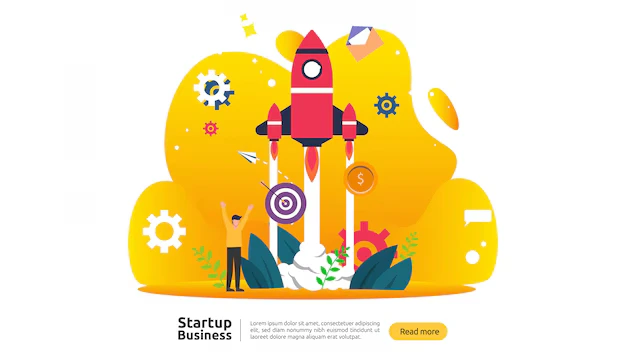 $
Startup
Business
Lorem ipsum dolor sit amet, consectetuer adipiscing
elit, sed diam nonummy nibh euismod tincidunt ut
laoreet dolore magna aliquam erat volutpat.
Read more